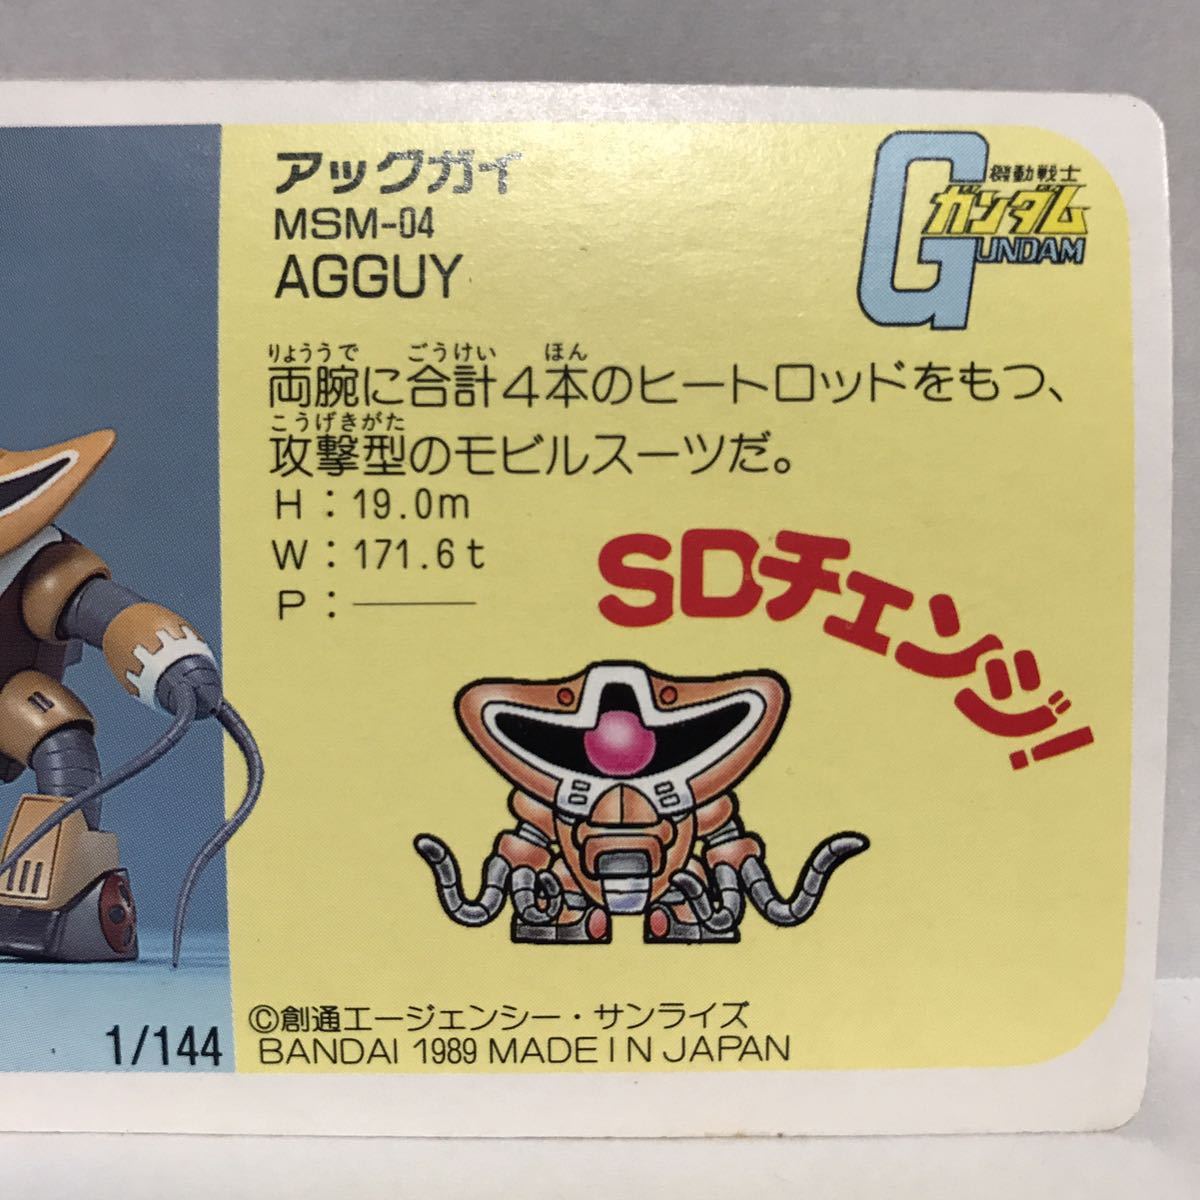 アッグガイ
MSM-04
AGGUY
機動戦士
ガンダム
GUNDAM
りょううで ごうけい ほん
両腕に合計4本のヒートロッドをもつ、
こうげきがた
攻撃型のモビルスーツだ。
H：19.0m
W：171.6t
P：———
SDチェンジ!
1/144
©創通エージェンシー・サンライズ
BANDAI 1989 MADE IN JAPAN